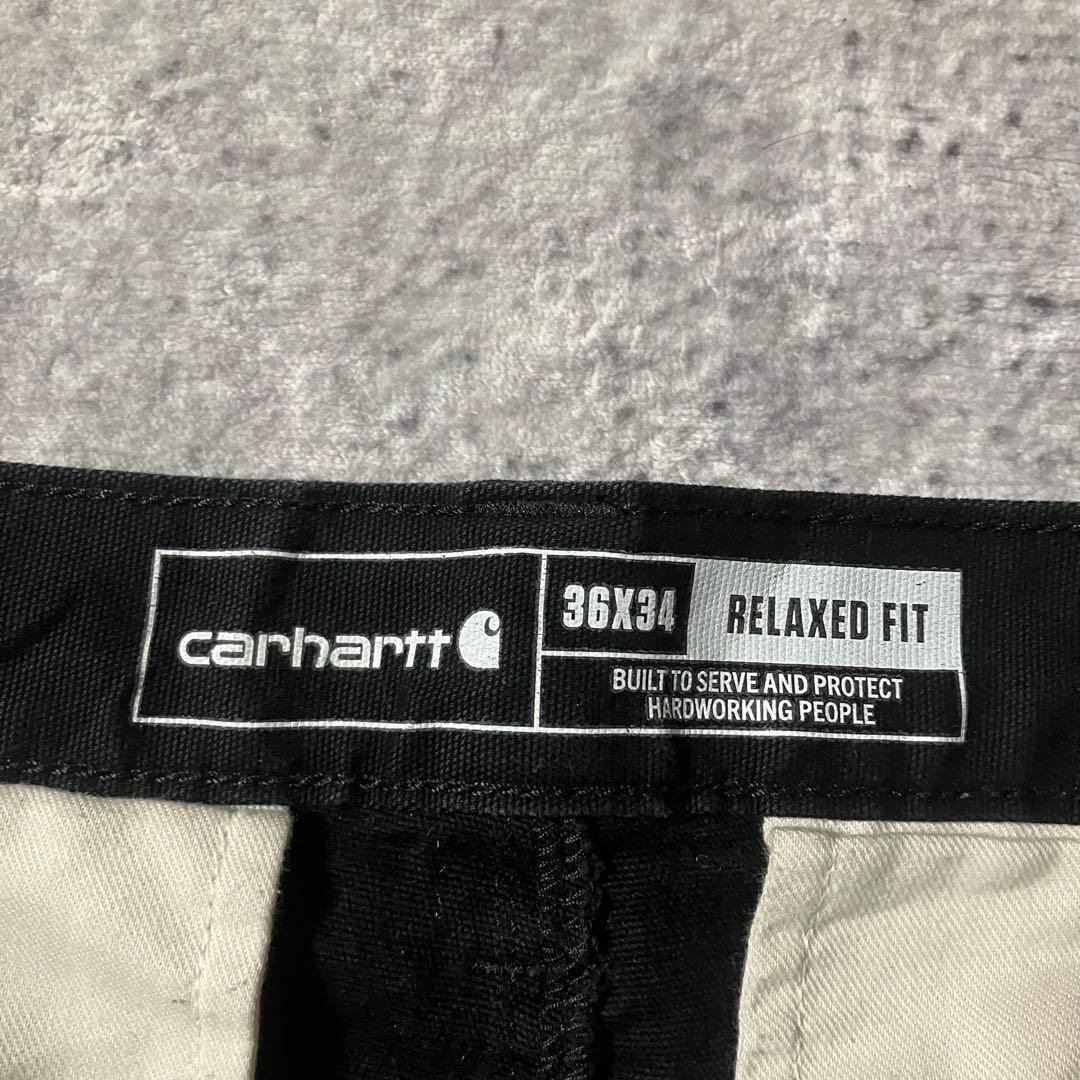 carhartt
36X34
RELAXED FIT
BUILT TO SERVE AND PROTECT
HARDWORKING PEOPLE